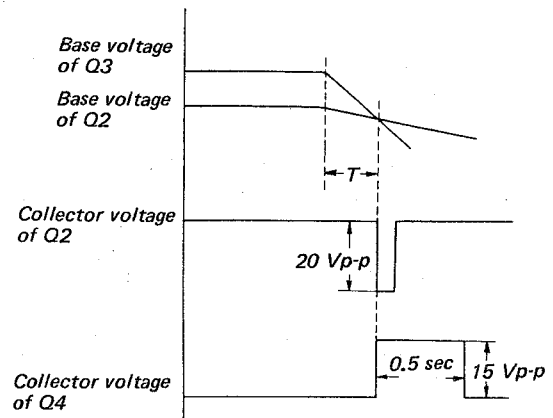 Base voltage
of Q3
Base voltage
of Q2
T
Collector voltage
of Q2
20 Vp-p
0.5 sec
15 Vp-p
Collector voltage
of Q4